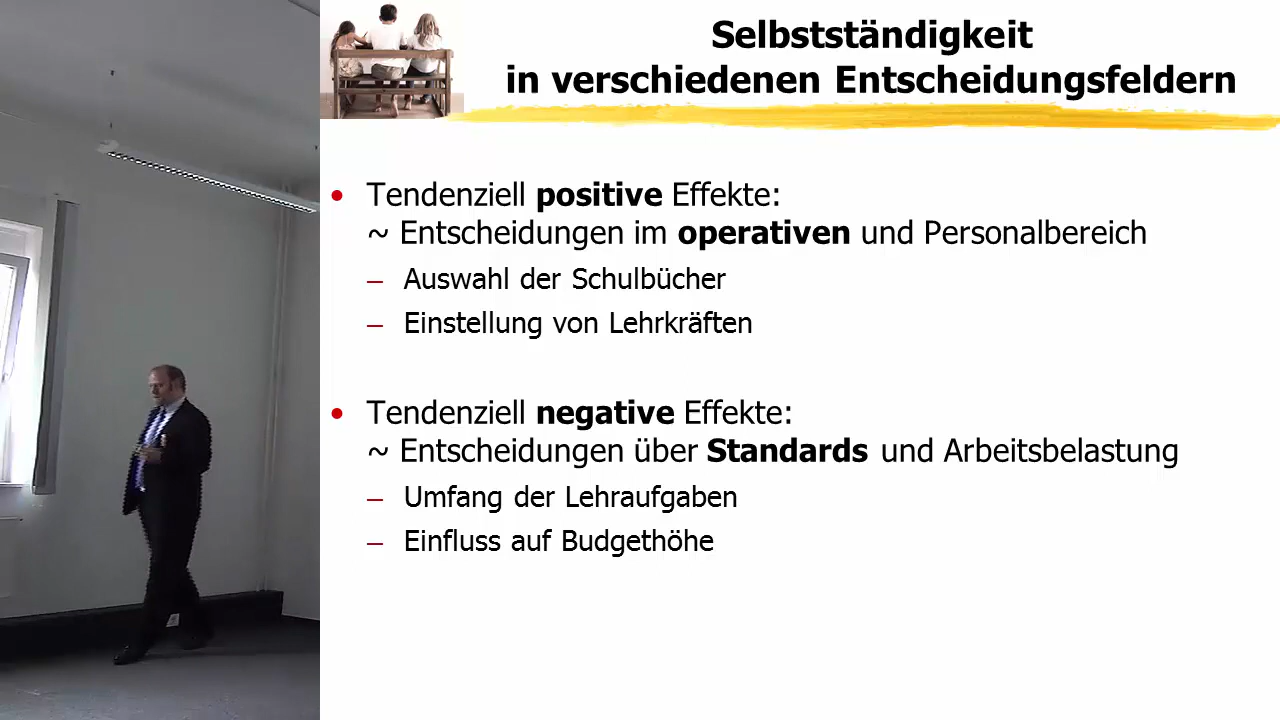 Selbstständigkeit
in verschiedenen Entscheidungsfeldern
• Tendenziell positive Effekte:
~ Entscheidungen im operativen und Personalbereich
– Auswahl der Schulbücher
– Einstellung von Lehrkräften
• Tendenziell negative Effekte:
~ Entscheidungen über Standards und Arbeitsbelastung
– Umfang der Lehraufgaben
– Einfluss auf Budgethöhe